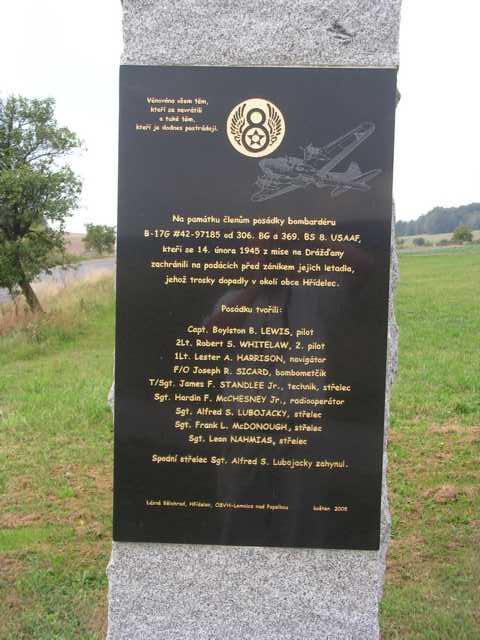 Věnováno všem těm,
kteří se nevrátili
a také těm,
kteří je dodnes postrádají.
8
Na památku členům posádky bombardéru
B-17G #42-97185 od 306. BG a 369. BS 8. USAAF,
kteří se 14. února 1945 z mise na Drážďany
zachránili na padácích před zánikem jejich letadla,
jehož trosky dopadly v okolí obce Hřídelec.
Posádku tvořili:
Capt. Boylston B. LEWIS, pilot
2Lt. Robert S. WHITELAW, 2. pilot
1Lt. Lester A. HARRISON, navigátor
F/O Joseph R. SICARD, bombometčík
T/Sgt. James F. STANDLEE Jr., technik, střelec
Sgt. Hardin F. McCHESNEY Jr., radiooperátor
Sgt. Alfred S. LUBOJACKY, střelec
Sgt. Frank L. McDONOUGH, střelec
Sgt. Leon NAHMIAS, střelec
Spodní střelec Sgt. Alfred S. Lubojacky zahynul.
Lázně Bělohrad, Hřídelec, OSVH-Lomnice nad Popelkou květen 2005